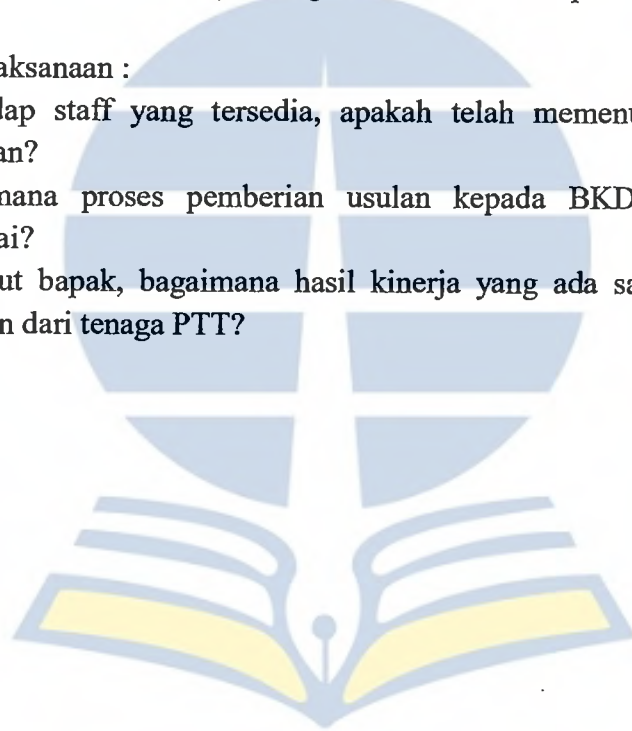 aksanaan :
lap staff yang tersedia, apakah telah memenu
an?
nana proses pemberian usulan kepada BKD
ai?
ut bapak, bagaimana hasil kinerja yang ada sa
n dari tenaga PTT?